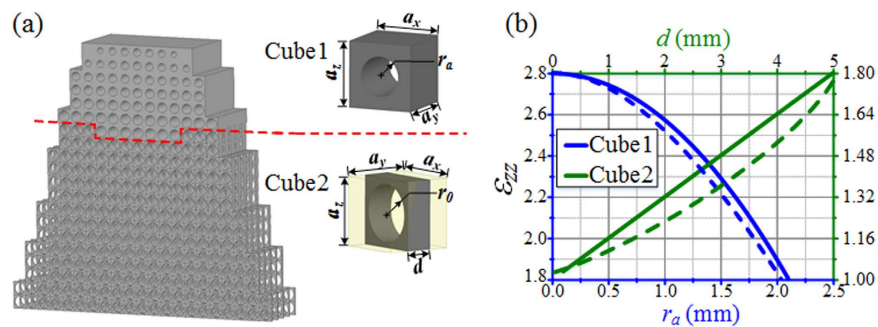 (a)
Cube1
a_x
a_z
r_a
a_y
Cube2
a_y
a_x
a_z
r_0
d
(b)
d (mm)
0 1 2 3 4 5
2.8
2.6
2.4
2.2
2.0
1.8
ε_ZZ
Cube1
Cube2
1.80
1.64
1.48
1.32
1.16
1.00
0.0 0.5 1.0 1.5 2.0 2.5
r_a (mm)